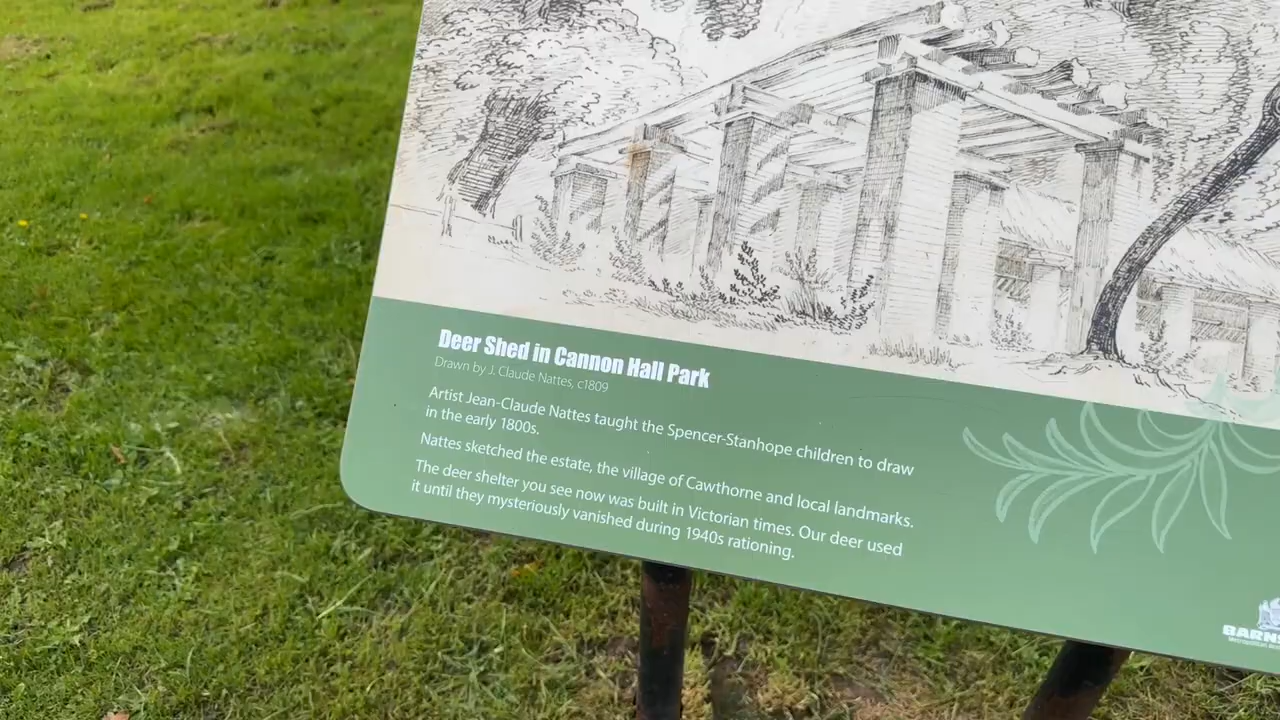 Deer Shed in Cannon Hall Park
Drawn by J. Claude Nattes, c1809
Artist Jean-Claude Nattes taught the Spencer-Stanhope children to draw
in the early 1800s.
Nattes sketched the estate, the village of Cawthorne and local landmarks.
The deer shelter you see now was built in Victorian times. Our deer used
it until they mysteriously vanished during 1940s rationing.